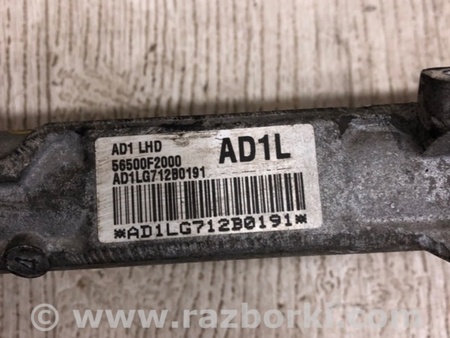 AD1 LHD
AD1L
56500F2000
AD1LG712B0191
*AD1LG712B0191*
www.razborki.com